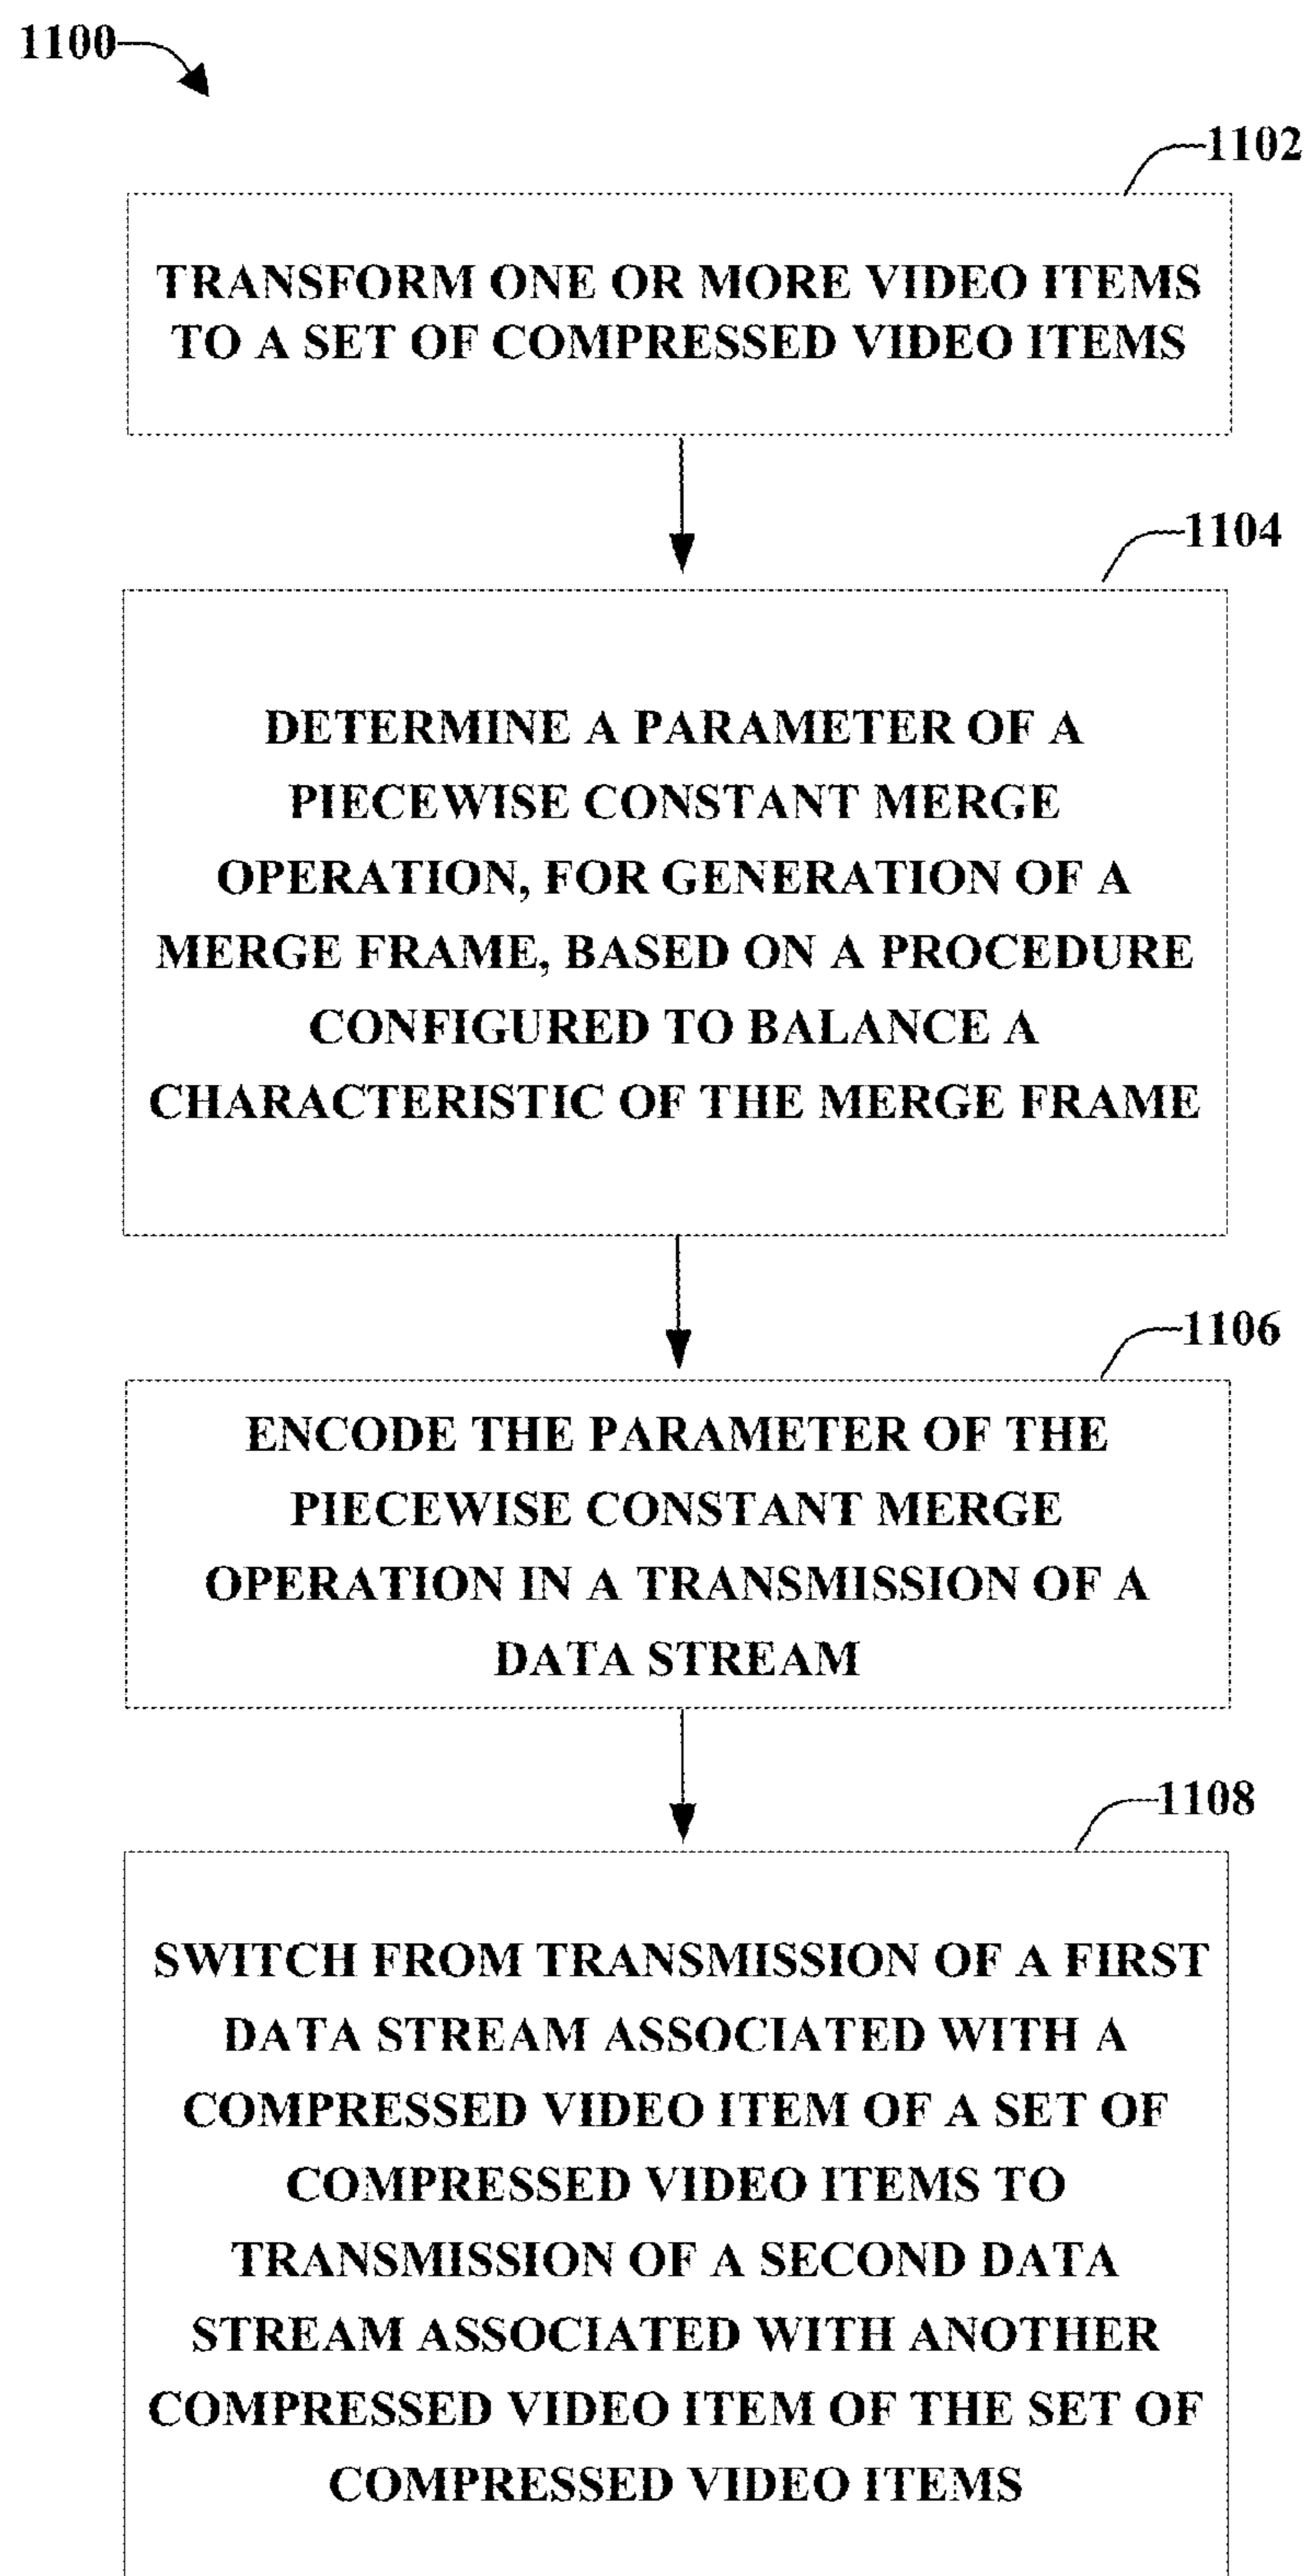 1100
1102
TRANSFORM ONE OR MORE VIDEO ITEMS
TO A SET OF COMPRESSED VIDEO ITEMS
1104
DETERMINE A PARAMETER OF A
PIECEWISE CONSTANT MERGE
OPERATION, FOR GENERATION OF A
MERGE FRAME, BASED ON A PROCEDURE
CONFIGURED TO BALANCE A
CHARACTERISTIC OF THE MERGE FRAME
1106
ENCODE THE PARAMETER OF THE
PIECEWISE CONSTANT MERGE
OPERATION IN A TRANSMISSION OF A
DATA STREAM
1108
SWITCH FROM TRANSMISSION OF A FIRST
DATA STREAM ASSOCIATED WITH A
COMPRESSED VIDEO ITEM OF A SET OF
COMPRESSED VIDEO ITEMS TO
TRANSMISSION OF A SECOND DATA
STREAM ASSOCIATED WITH ANOTHER
COMPRESSED VIDEO ITEM OF THE SET OF
COMPRESSED VIDEO ITEMS